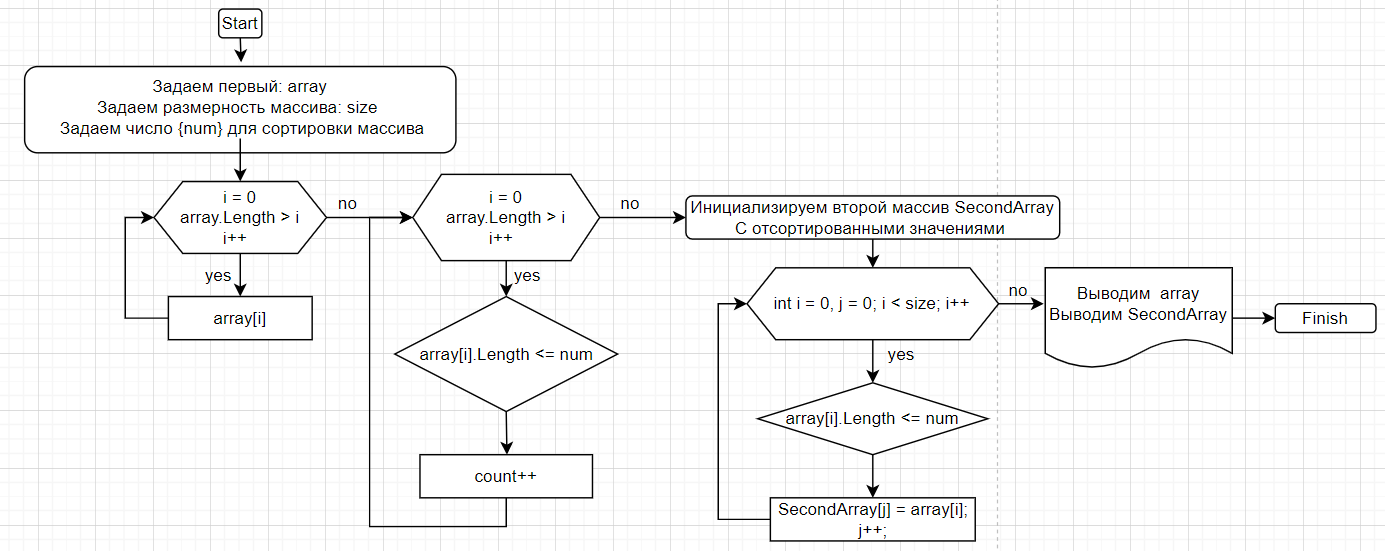 Start
Задаем первый: array
Задаем размерность массива: size
Задаем число {num} для сортировки массива
i = 0
array.Length > i
i++
no
yes
array[i]
i = 0
array.Length > i
i++
no
yes
array[i].Length <= num
count++
Инициализируем второй массив SecondArray
С отсортированными значениями
int i = 0, j = 0; i < size; i++
no
yes
array[i].Length <= num
SecondArray[j] = array[i];
j++;
Выводим array
Выводим SecondArray
Finish